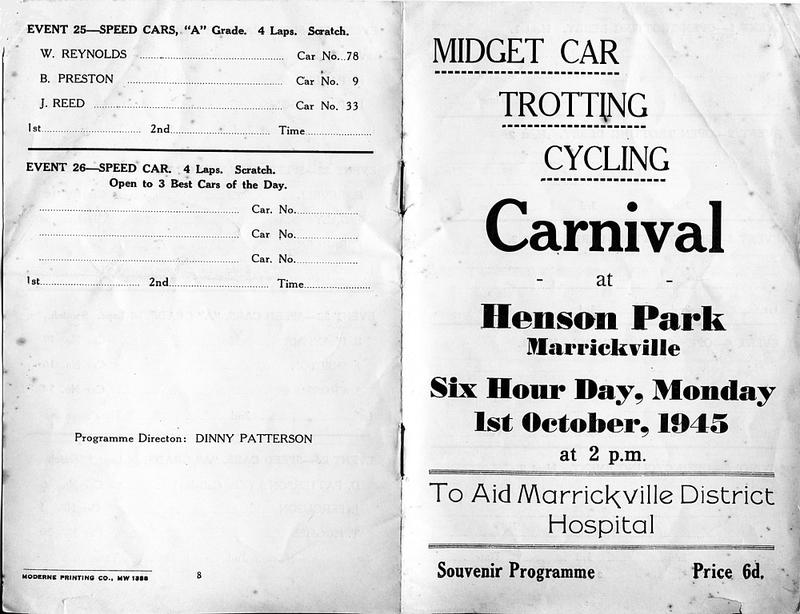 EVENT 25—SPEED CARS, "A" Grade. 4 Laps. Scratch.
W. REYNOLDS ........ Car No. 78
B. PRESTON ........ Car No. 9
J. REED ........ Car No. 33
1st........ 2nd........ Time........
EVENT 26—SPEED CAR. 4 Laps. Scratch.
Open to 3 Best Cars of the Day.
........ Car. No........
........ Car No........
........ Car. No........
1st........ 2nd........ Time........
Programme Directon: DINNY PATTERSON
MODERNE PRINTING CO., MW 1388
8
MIDGET CAR
TROTTING
CYCLING
Carnival
- at -
Henson Park
Marrickville
Six Hour Day, Monday
1st October, 1945
at 2 p.m.
To Aid Marrickville District
Hospital
Souvenir Programme Price 6d.